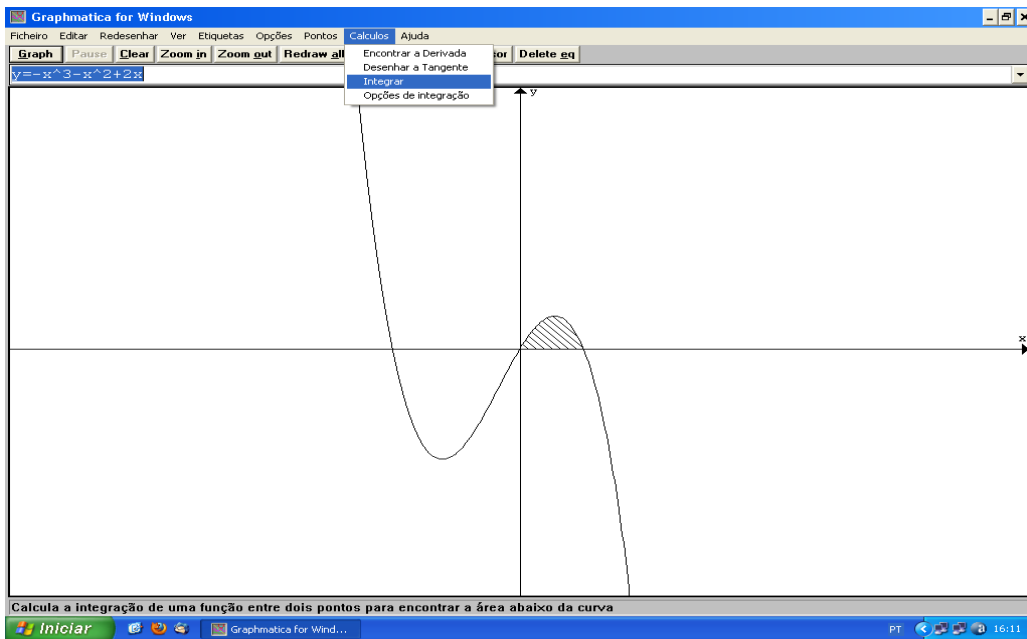 Graphmatica for Windows
Ficheiro Editar Redesenhar Ver Etiquetas Opções Pontos Calculos Ajuda
Graph Pause Clear Zoom in Zoom out Redraw all ior Delete eq
Encontrar a Derivada
Desenhar a Tangente
Integrar
Opções de integração
y=-x^3-x^2+2x
y
x
Calcula a integração de uma função entre dois pontos para encontrar a área abaixo da curva
Iniciar Graphmatica for Wind... PT 16:11